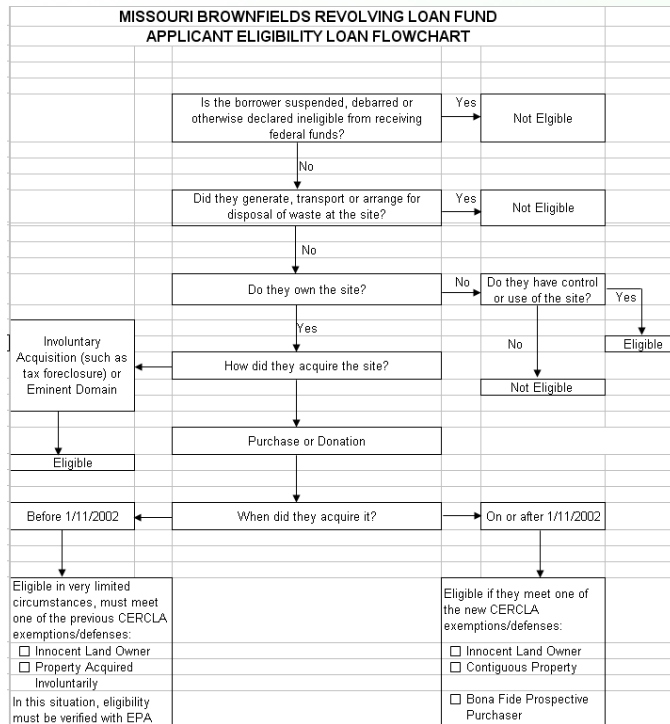 MISSOURI BROWNFIELDS REVOLVING LOAN FUND
APPLICANT ELIGIBILITY LOAN FLOWCHART
Is the borrower suspended, debarred or
otherwise declared ineligible from receiving
federal funds?
Yes
Not Elgible
No
Did they generate, transport or arrange for
disposal of waste at the site?
Yes
Not Eligible
No
Do they own the site?
No
Do they have control
or use of the site?
Yes
Eligible
No
Not Eligible
Yes
How did they acquire the site?
Involuntary
Acquisition (such as
tax foreclosure) or
Eminent Domain
Eligible
Purchase or Donation
When did they acquire it?
Before 1/11/2002
On or after 1/11/2002
Eligible in very limited
circumstances, must meet
one of the previous CERCLA
exemptions/defenses:
Innocent Land Owner
Property Acquired
Involuntarily
In this situation, eligibility
must be verified with EPA
Eligible if they meet one of
the new CERCLA
exemptions/defenses:
Innocent Land Owner
Contiguous Property
Bona Fide Prospective
Purchaser